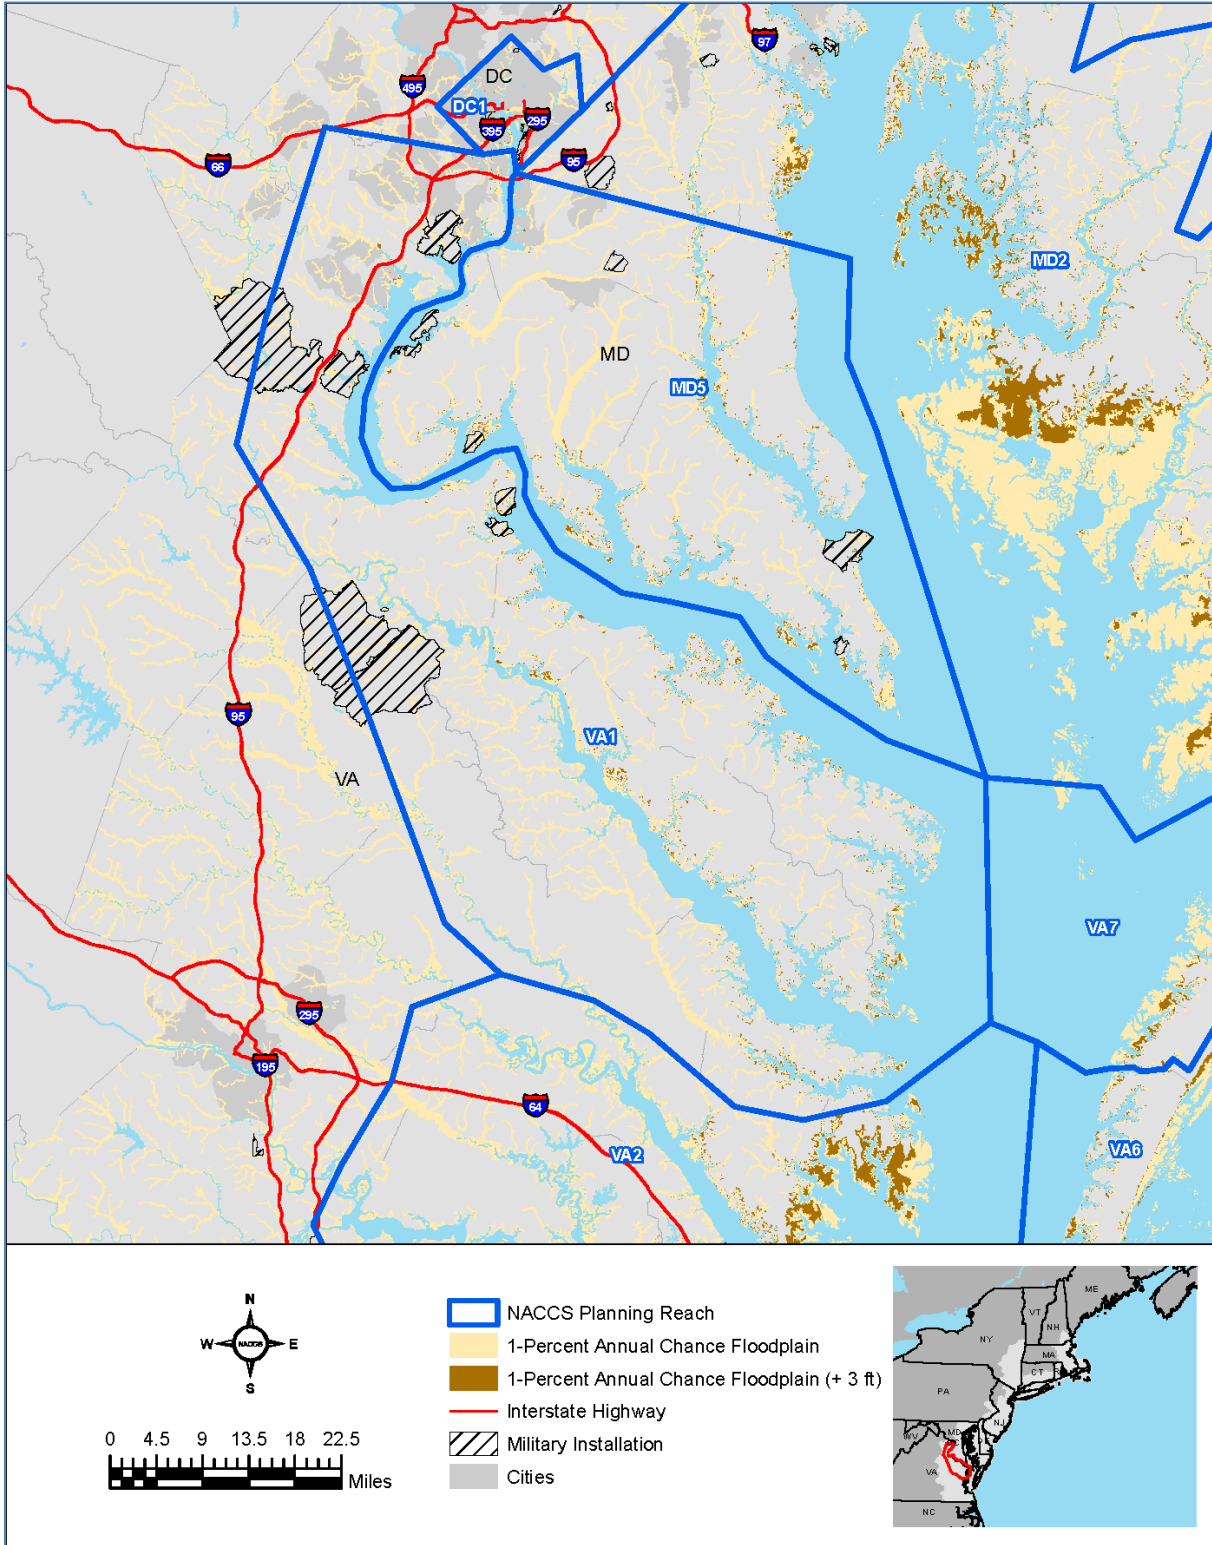 97
DC
495
DC1
295
395
95
66
MD2
MD
MD5
VA1
95
VA
VA7
295
195
64
VA2
VA6
N
W
NACCS
E
S
0 4.5 9 13.5 18 22.5
Miles
NACCS Planning Reach
1-Percent Annual Chance Floodplain
1-Percent Annual Chance Floodplain (+ 3 ft)
Interstate Highway
Military Installation
Cities
ME
VT
NH
NY
MA
CT
PA
NJ
MD
WV
VA
NC